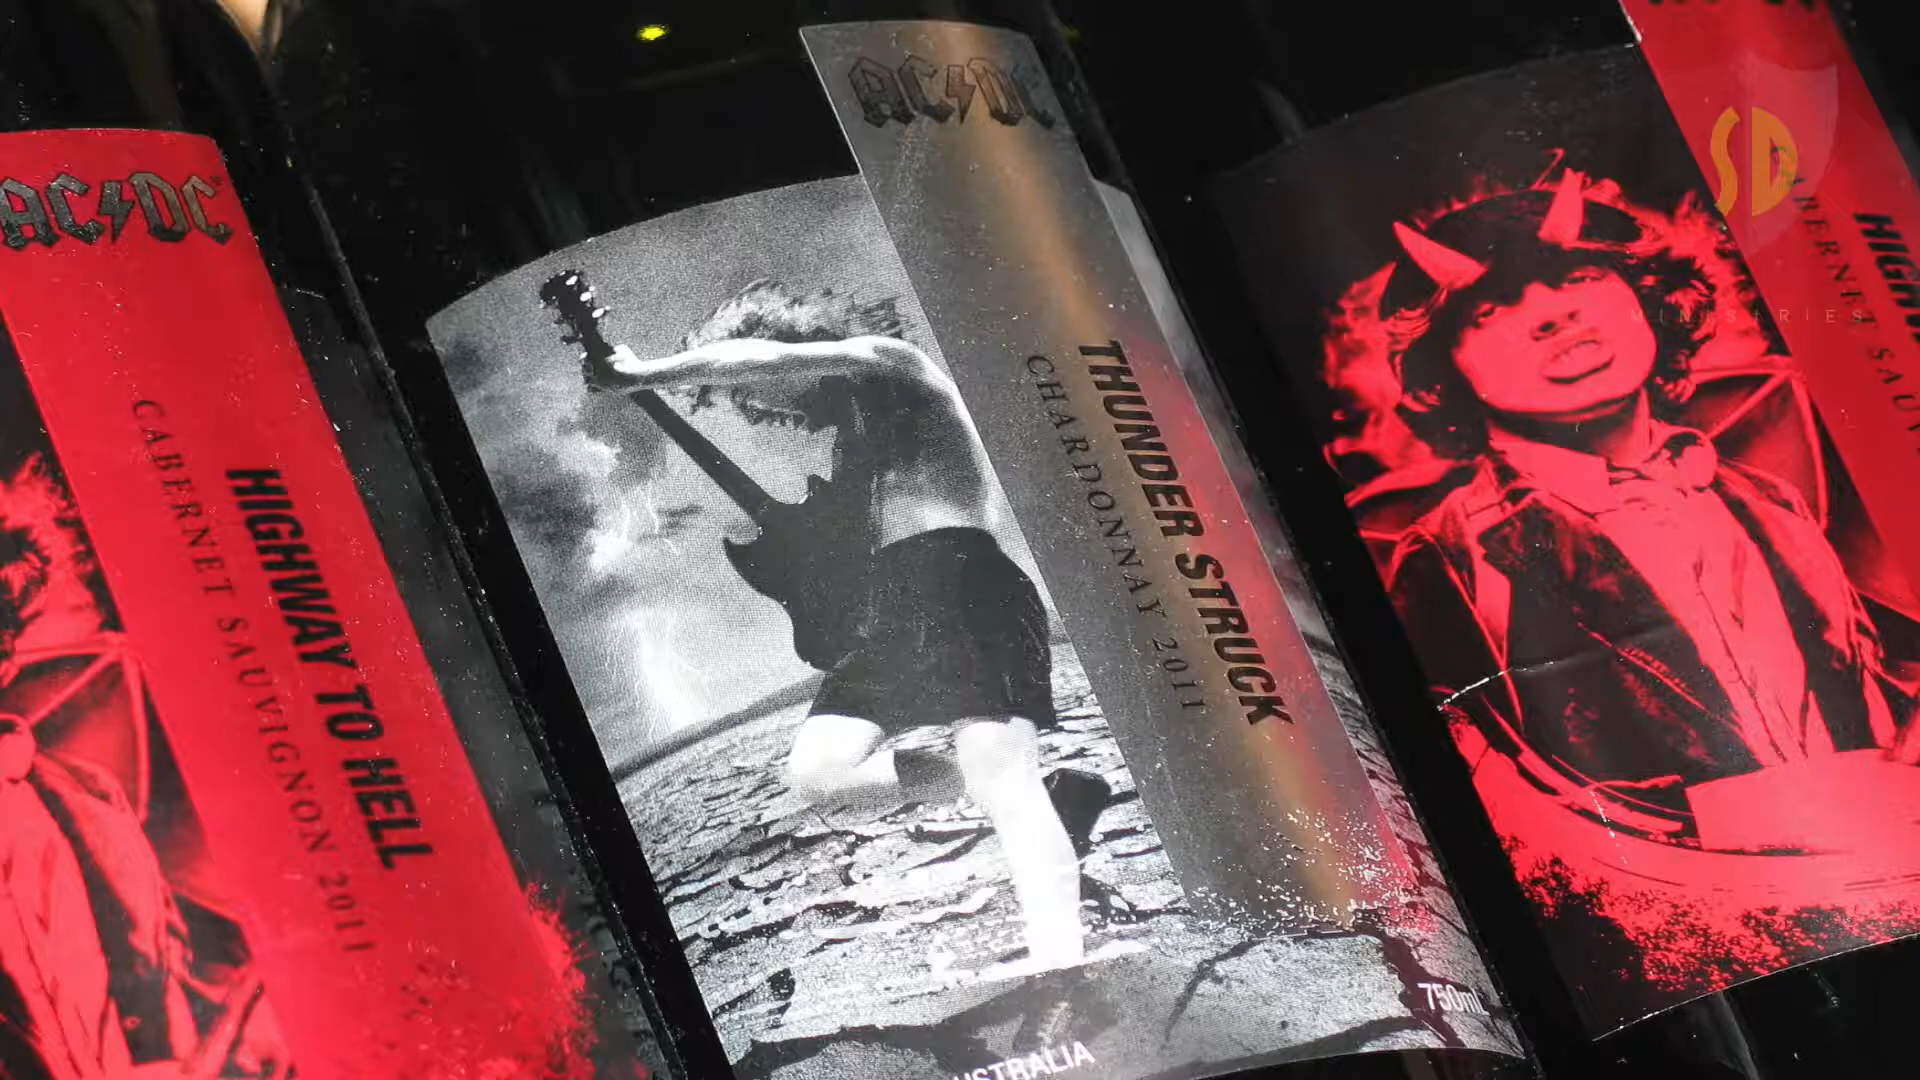 AC⚡DC
HIGHWAY TO HELL
CABERNET SAUVIGNON 2011
AC⚡DC
THUNDER STRUCK
CHARDONNAY 2011
750ml
USTRALIA
SD
MINISTRIES